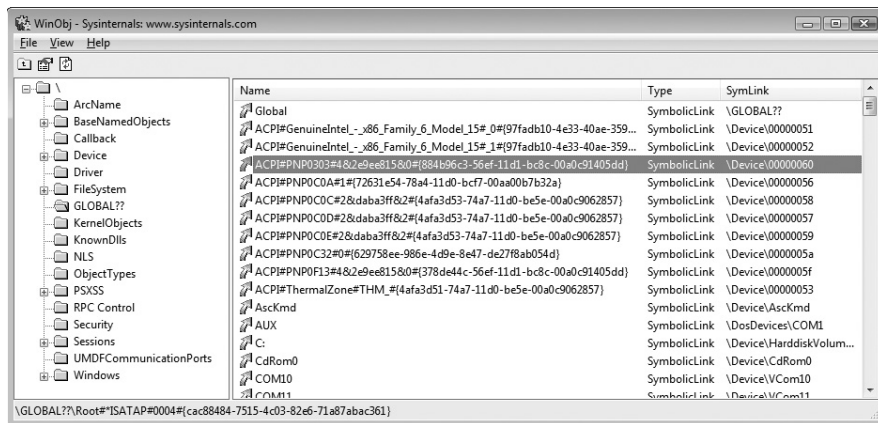 WinObj - Sysinternals: www.sysinternals.com
File View Help
\
ArcName
BaseNamedObjects
Callback
Device
Driver
FileSystem
GLOBAL??
KernelObjects
KnownDlls
NLS
ObjectTypes
PSXSS
RPC Control
Security
Sessions
UMDFCommunicationPorts
Windows
Name Type SymLink
Global SymbolicLink \GLOBAL??
ACPI#GenuineIntel_-_x86_Family_6_Model_15#_0#{97fadb10-4e33-40ae-359... SymbolicLink \Device\00000051
ACPI#GenuineIntel_-_x86_Family_6_Model_15#_1#{97fadb10-4e33-40ae-359... SymbolicLink \Device\00000052
ACPI#PNP0303#4&2e9ee815&0#{884b96c3-56ef-11d1-bc8c-00a0c91405dd} SymbolicLink \Device\00000060
ACPI#PNP0C0A#1#{72631e54-78a4-11d0-bcf7-00aa00b7b32a} SymbolicLink \Device\00000056
ACPI#PNP0C0C#2&daba3ff&2#{4afa3d53-74a7-11d0-be5e-00a0c9062857} SymbolicLink \Device\00000058
ACPI#PNP0C0D#2&daba3ff&2#{4afa3d53-74a7-11d0-be5e-00a0c9062857} SymbolicLink \Device\00000057
ACPI#PNP0C0E#2&daba3ff&2#{4afa3d53-74a7-11d0-be5e-00a0c9062857} SymbolicLink \Device\00000059
ACPI#PNP0C32#0#{629758ee-986e-4d9e-8e47-de27f8ab054d} SymbolicLink \Device\0000005a
ACPI#PNP0F13#4&2e9ee815&0#{378de44c-56ef-11d1-bc8c-00a0c91405dd} SymbolicLink \Device\0000005f
ACPI#ThermalZone#THM_#{4afa3d51-74a7-11d0-be5e-00a0c9062857} SymbolicLink \Device\00000053
AscKmd SymbolicLink \Device\AscKmd
AUX SymbolicLink \DosDevices\COM1
C: SymbolicLink \Device\HarddiskVolum...
CdRom0 SymbolicLink \Device\CdRom0
COM10 SymbolicLink \Device\VCom10
COM11 SymbolicLink \Device\VCom11
\GLOBAL??\Root#*ISATAP#0004#{cac88484-7515-4c03-82e6-71a87abac361}